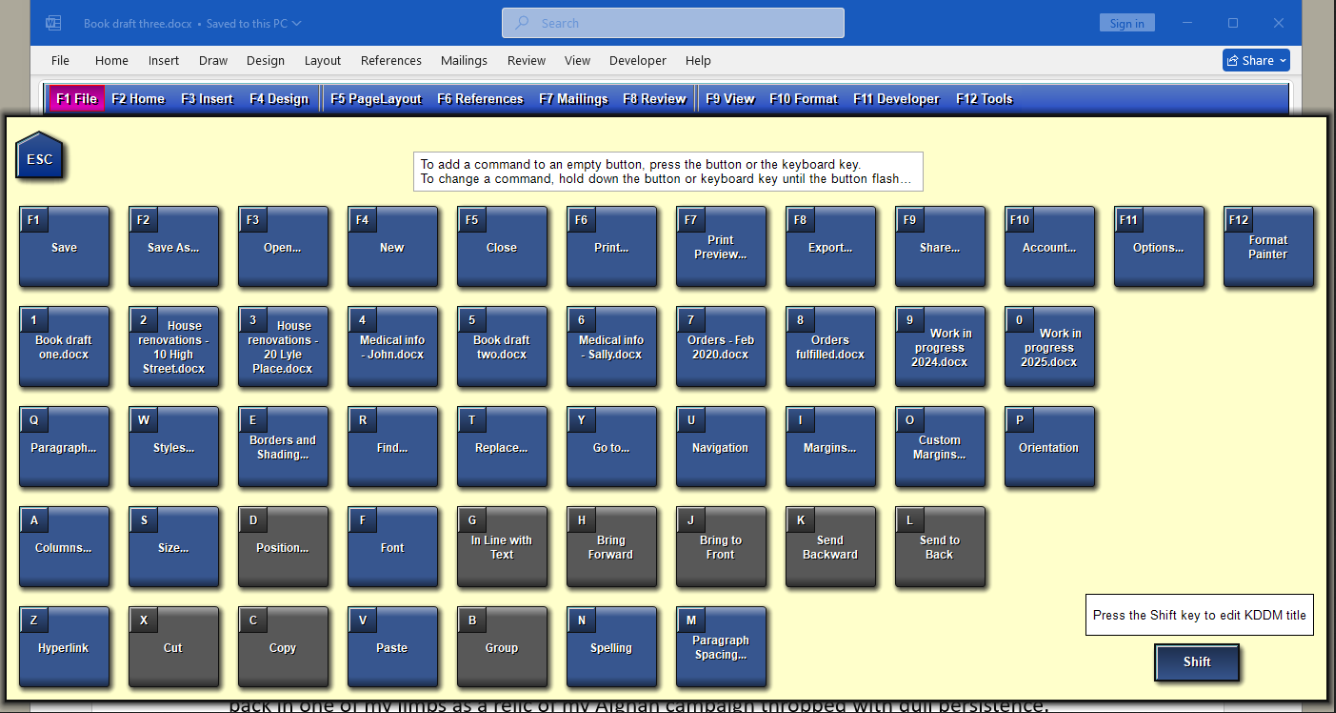 Book draft three.docx • Saved to this PC
Search
Sign in
File Home Insert Draw Design Layout References Mailings Review View Developer Help
Share
F1 File F2 Home F3 Insert F4 Design F5 PageLayout F6 References F7 Mailings F8 Review F9 View F10 Format F11 Developer F12 Tools
ESC
To add a command to an empty button, press the button or the keyboard key.
To change a command, hold down the button or keyboard key until the button flash...
F1
Save
F2
Save As...
F3
Open...
F4
New
F5
Close
F6
Print...
F7
Print
Preview...
F8
Export...
F9
Share...
F10
Account...
F11
Options...
F12
Format
Painter
1
Book draft
one.docx
2
House
renovations -
10 High
Street.docx
3
House
renovations -
20 Lyle
Place.docx
4
Medical info
- John.docx
5
Book draft
two.docx
6
Medical info
- Sally.docx
7
Orders - Feb
2020.docx
8
Orders
fulfilled.docx
9
Work in
progress
2024.docx
0
Work in
progress
2025.docx
Q
Paragraph...
W
Styles...
E
Borders and
Shading...
R
Find...
T
Replace...
Y
Go to...
U
Navigation
I
Margins...
O
Custom
Margins...
P
Orientation
A
Columns...
S
Size...
D
Position...
F
Font
G
In Line with
Text
H
Bring
Forward
J
Bring to
Front
K
Send
Backward
L
Send to
Back
Z
Hyperlink
X
Cut
C
Copy
V
Paste
B
Group
N
Spelling
M
Paragraph
Spacing...
Press the Shift key to edit KDDM title
Shift
back in one of my limbs as a relic of my Afghan campaign throbbed with dull persistence.